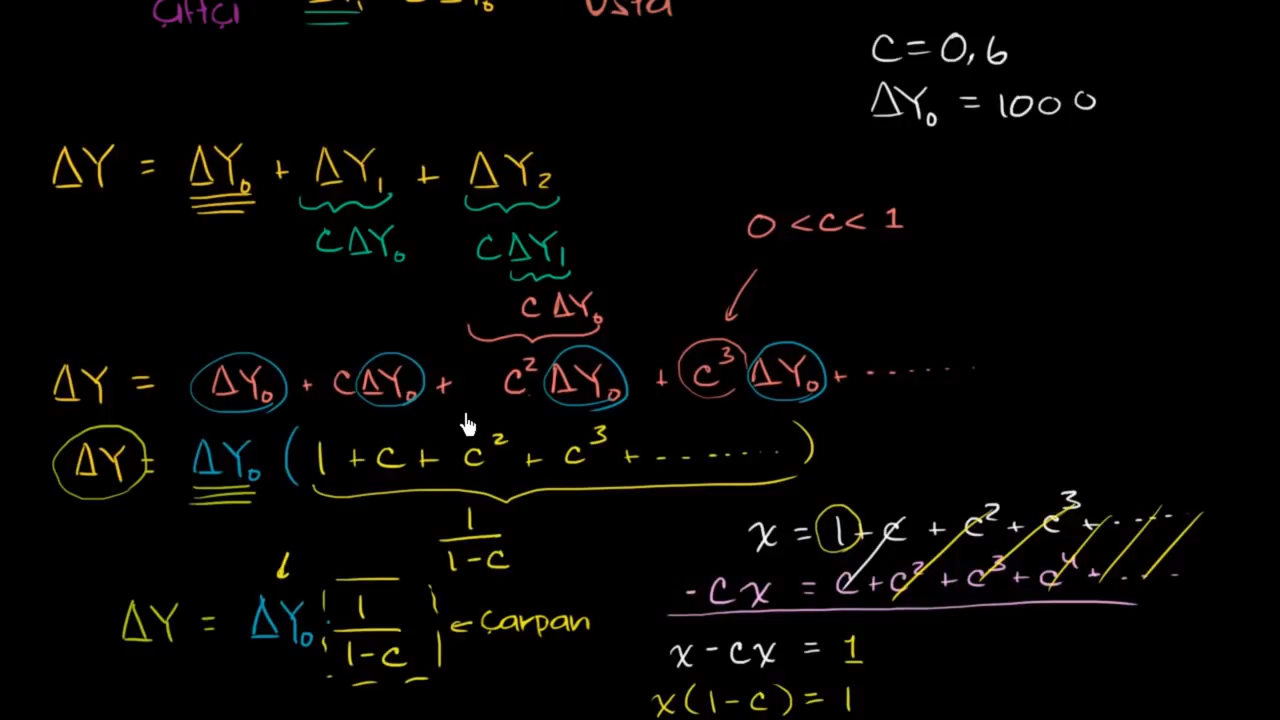 Çiftçi Usta
C = 0,6
ΔY₀ = 1000
ΔY = ΔY₀ + ΔY₁ + ΔY₂
CΔY₀ CΔY₁
0 < C < 1
CΔY₀
ΔY = ΔY₀ + CΔY₀ + C²ΔY₀ + C³ΔY₀ + .......
ΔY = ΔY₀ (1 + C + C² + C³ + ........)
1/(1-C)
x = 1 + C + C² + C³ + .....
-Cx = C + C² + C³ + C⁴ + ....
ΔY = ΔY₀ 1/(1-C) ← Çarpan
x - Cx = 1
x(1-C) = 1